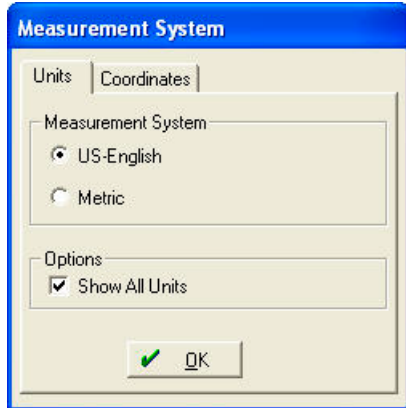 Measurement System
Units Coordinates
Measurement System
US-English
Metric
Options
Show All Units
OK